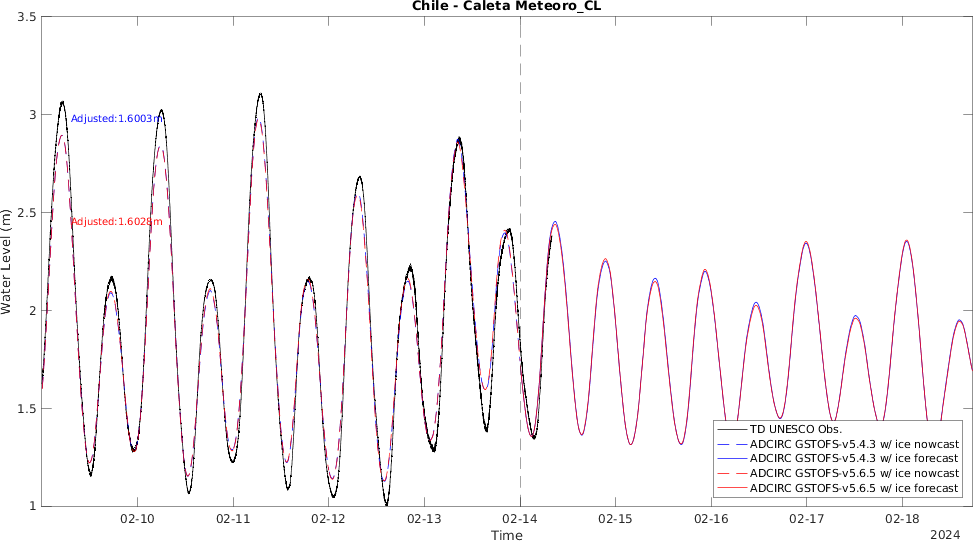 Chile - Caleta Meteoro_CL
3.5
3
2.5
2
1.5
1
Water Level (m)
Adjusted:1.6003m
Adjusted:1.6028m
TD UNESCO Obs.
ADCIRC GSTOFS-v5.4.3 w/ ice nowcast
ADCIRC GSTOFS-v5.4.3 w/ ice forecast
ADCIRC GSTOFS-v5.6.5 w/ ice nowcast
ADCIRC GSTOFS-v5.6.5 w/ ice forecast
02-10 02-11 02-12 02-13 02-14 02-15 02-16 02-17 02-18
Time
2024